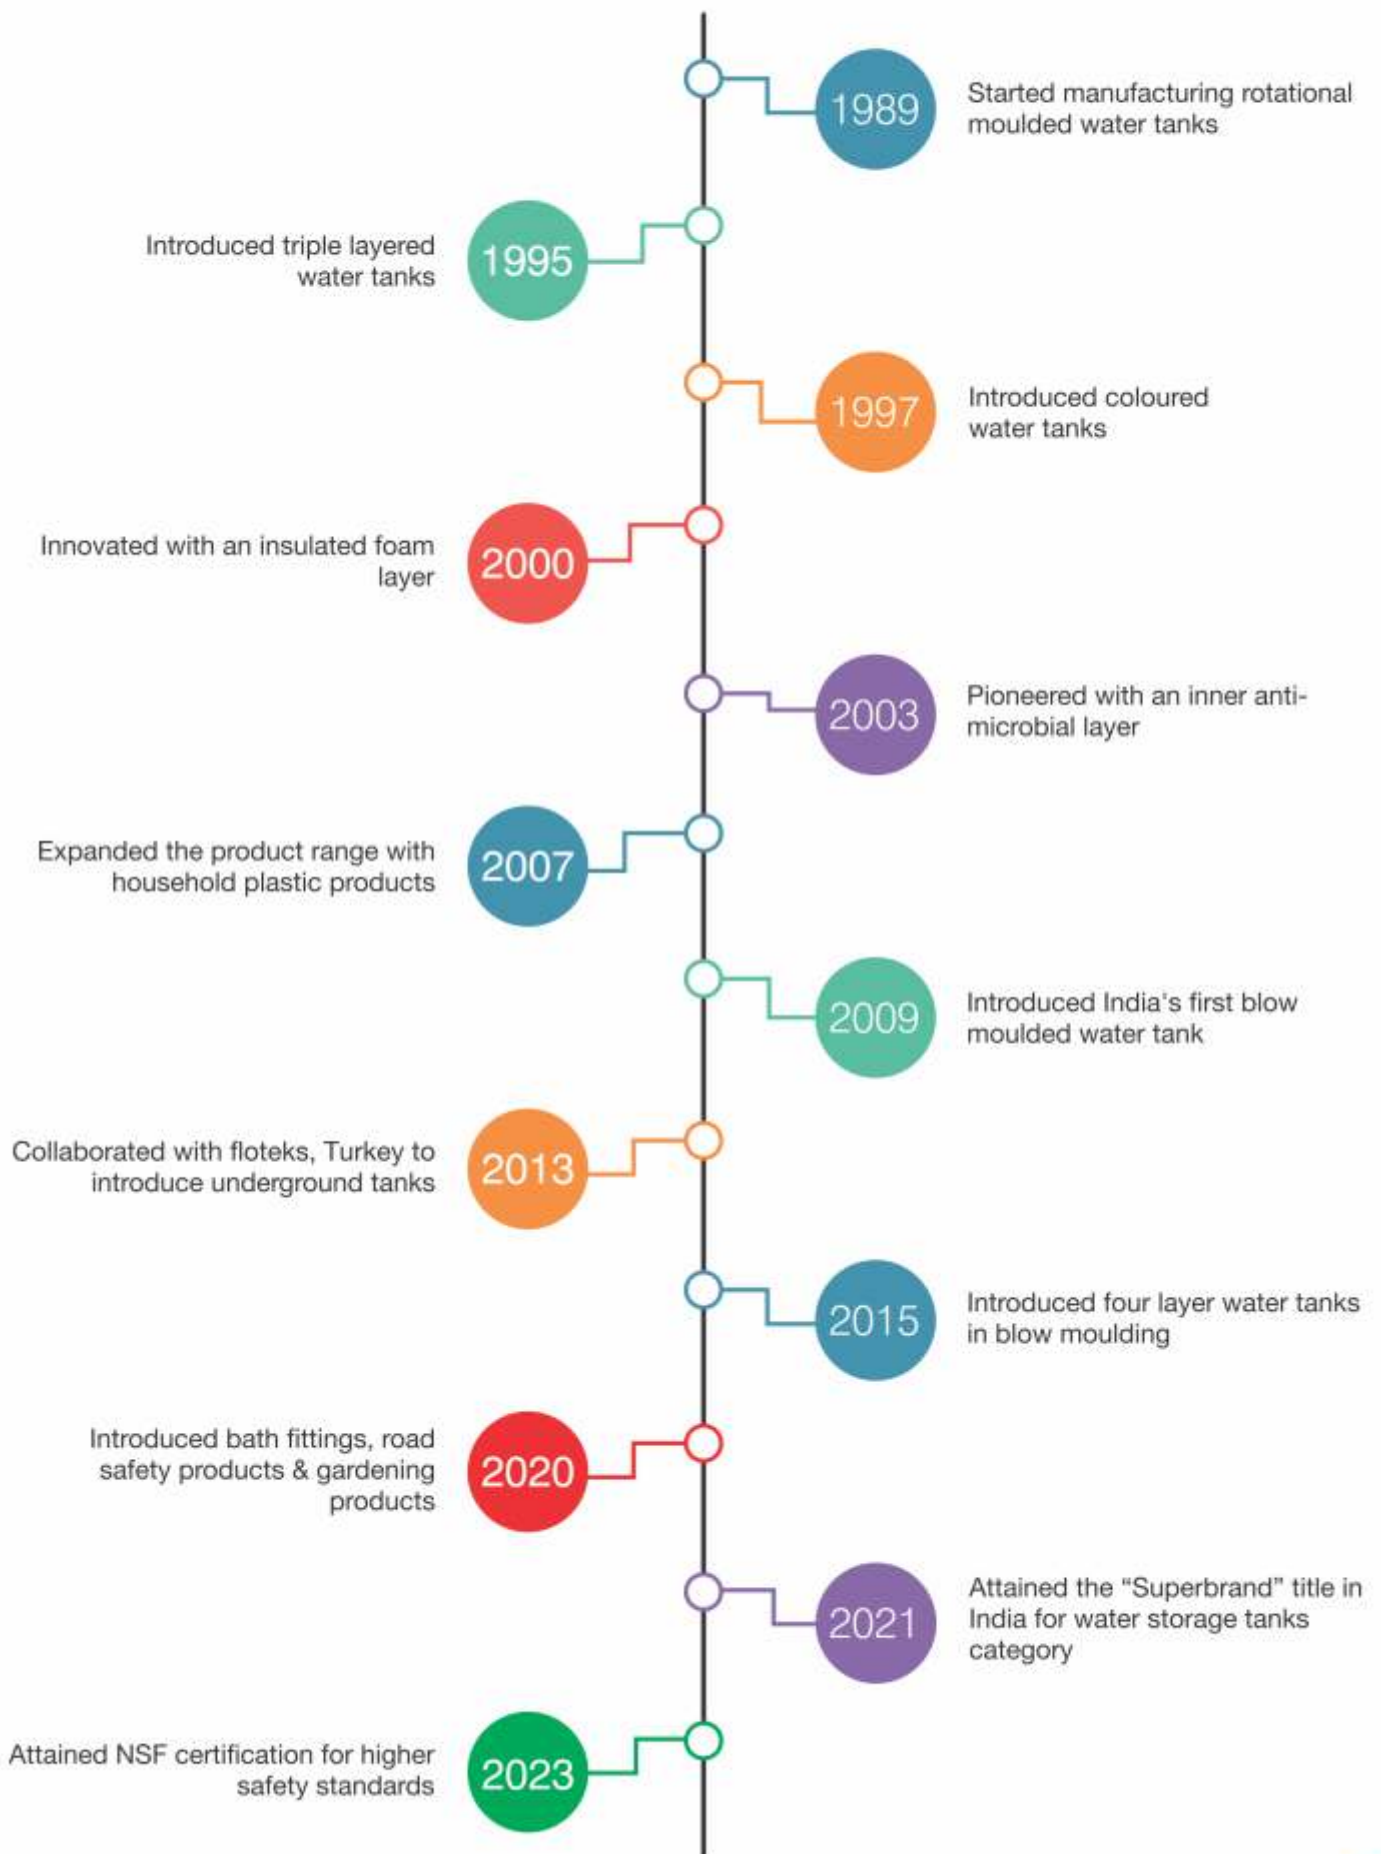 1989
Started manufacturing rotational
moulded water tanks
Introduced triple layered
water tanks
1995
1997
Introduced coloured
water tanks
Innovated with an insulated foam
layer
2000
2003
Pioneered with an inner anti-
microbial layer
Expanded the product range with
household plastic products
2007
2009
Introduced India's first blow
moulded water tank
Collaborated with floteks, Turkey to
introduce underground tanks
2013
2015
Introduced four layer water tanks
in blow moulding
Introduced bath fittings, road
safety products & gardening
products
2020
2021
Attained the “Superbrand” title in
India for water storage tanks
category
Attained NSF certification for higher
safety standards
2023